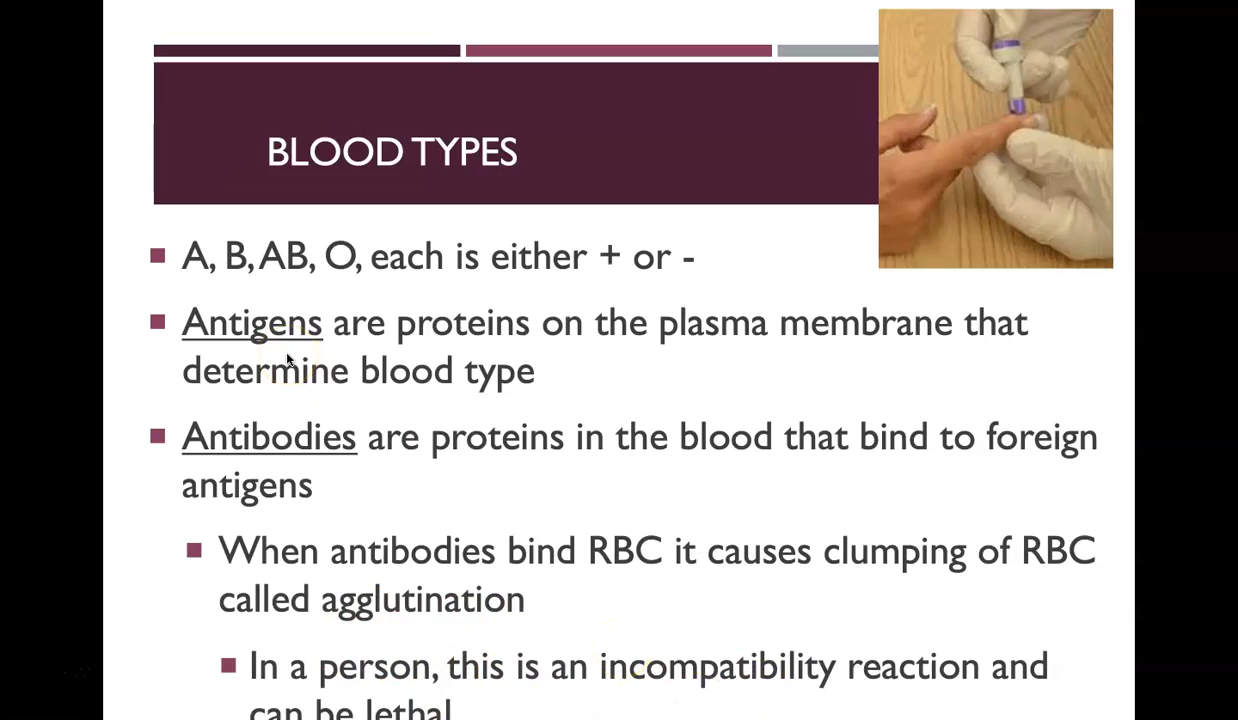 BLOOD TYPES
A, B, AB, O, each is either + or -
Antigens are proteins on the plasma membrane that
determine blood type
Antibodies are proteins in the blood that bind to foreign
antigens
When antibodies bind RBC it causes clumping of RBC
called agglutination
In a person, this is an incompatibility reaction and
can be lethal